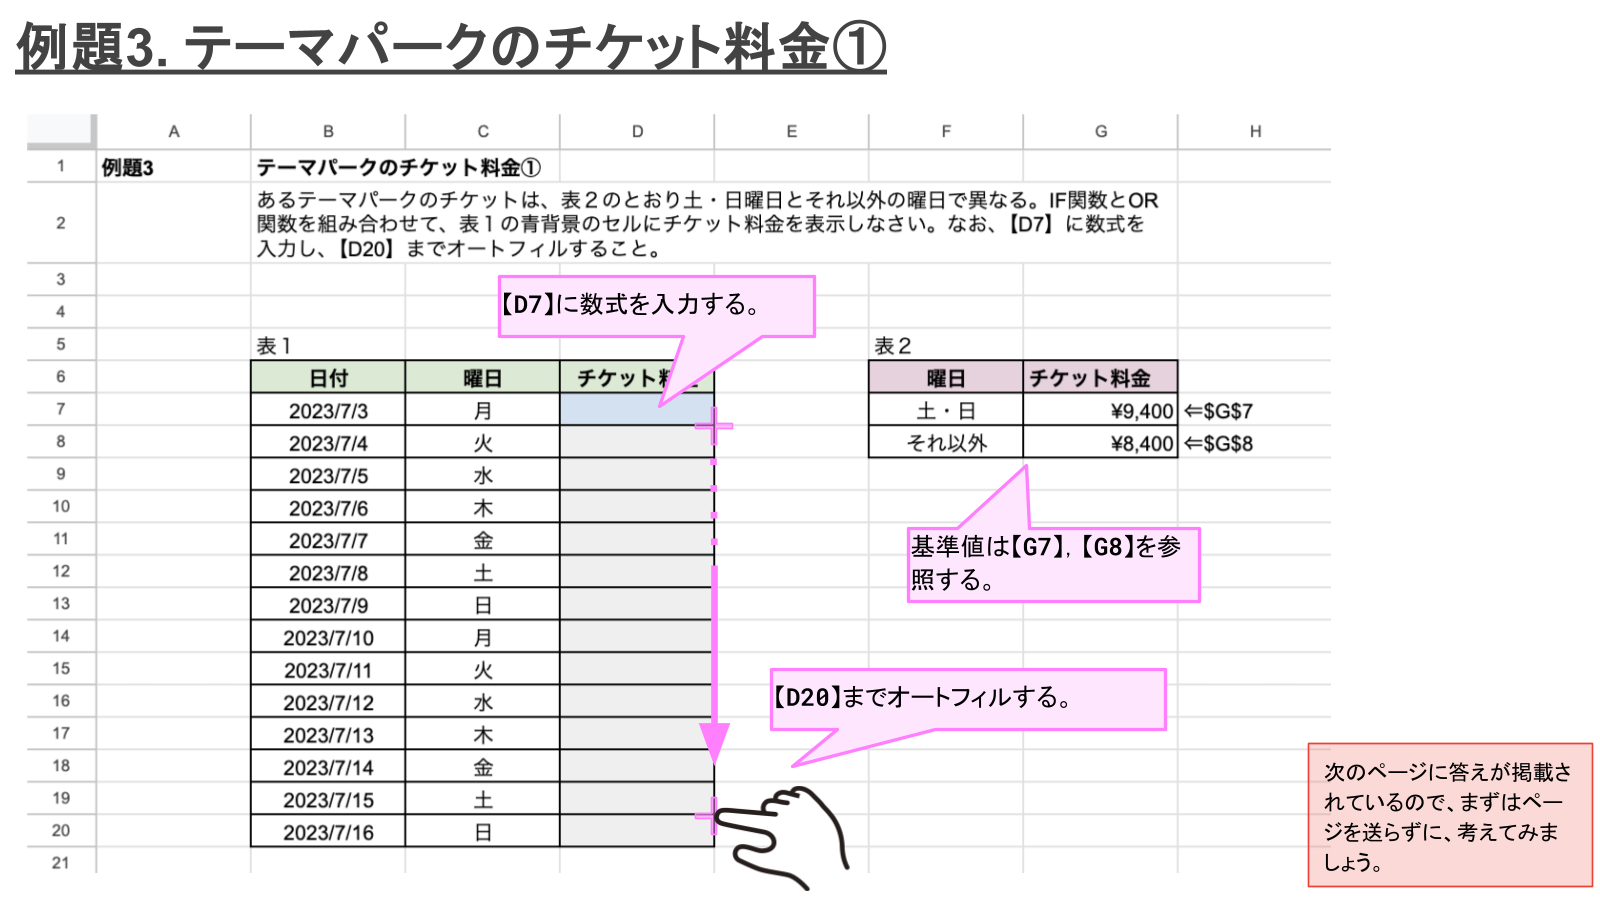 例題3. テーマパークのチケット料金①
A B C D E F G H
1 例題3 テーマパークのチケット料金①
2 あるテーマパークのチケットは、表２のとおり土・日曜日とそれ以外の曜日で異なる。IF関数とOR
関数を組み合わせて、表１の青背景のセルにチケット料金を表示しなさい。なお、【D7】に数式を
入力し、【D20】までオートフィルすること。
3
【D7】に数式を入力する。
4
5 表１ 表２
6 日付 曜日 チケット料 曜日 チケット料金
7 2023/7/3 月 土・日 ¥9,400 ⇐$G$7
8 2023/7/4 火 それ以外 ¥8,400 ⇐$G$8
9 2023/7/5 水
10 2023/7/6 木
11 2023/7/7 金
基準値は【G7】,【G8】を参
照する。
12 2023/7/8 土
13 2023/7/9 日
14 2023/7/10 月
15 2023/7/11 火
16 2023/7/12 水
【D20】までオートフィルする。
17 2023/7/13 木
18 2023/7/14 金
19 2023/7/15 土
20 2023/7/16 日
21
次のページに答えが掲載さ
れているので、まずはペー
ジを送らずに、考えてみま
しょう。